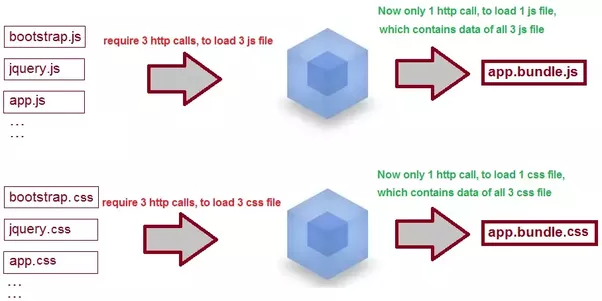 bootstrap.js
jquery.js
app.js
...
...
require 3 http calls, to load 3 js file
Now only 1 http call, to load 1 js file,
which contains data of all 3 js file
app.bundle.js
bootstrap.css
jquery.css
app.css
...
...
require 3 http calls, to load 3 css file
Now only 1 http call, to load 1 css file,
which contains data of all 3 css file
app.bundle.css